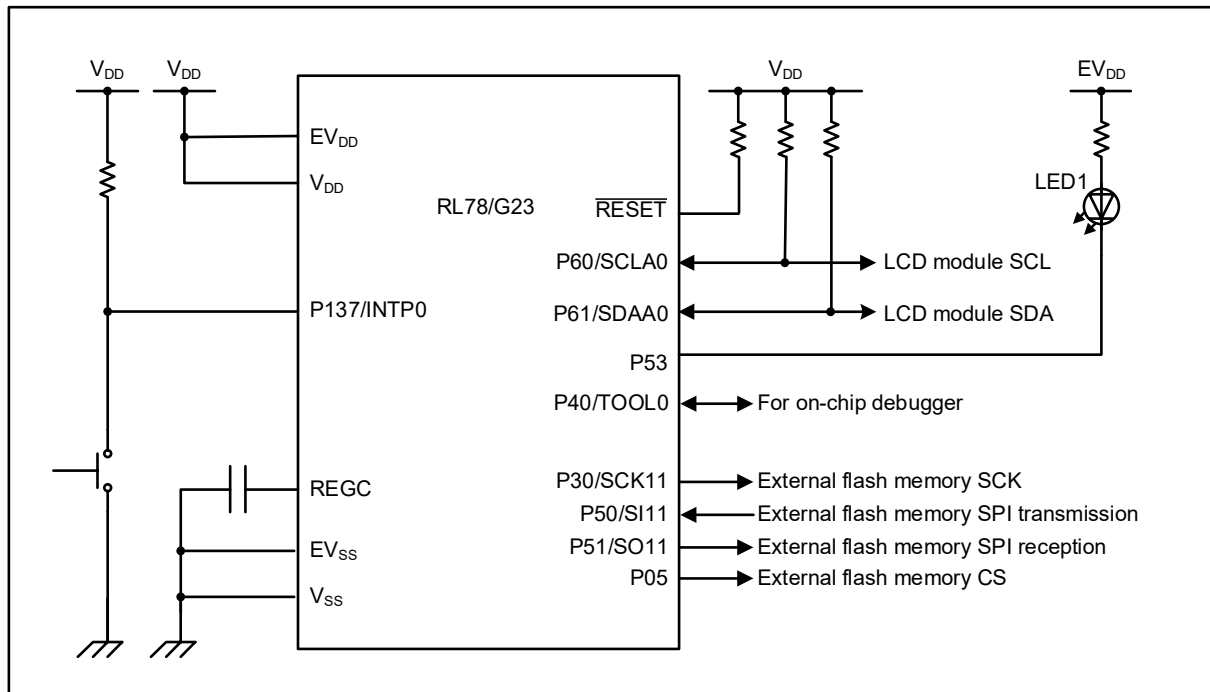 VDD
VDD
VDD
EVDD
EVDD
VDD
RL78/G23
RESET
LED1
P60/SCLA0
LCD module SCL
P137/INTP0
P61/SDAA0
LCD module SDA
P53
P40/TOOL0
For on-chip debugger
REGC
P30/SCK11
External flash memory SCK
P50/SI11
External flash memory SPI transmission
EVSS
P51/SO11
External flash memory SPI reception
P05
External flash memory CS
VSS